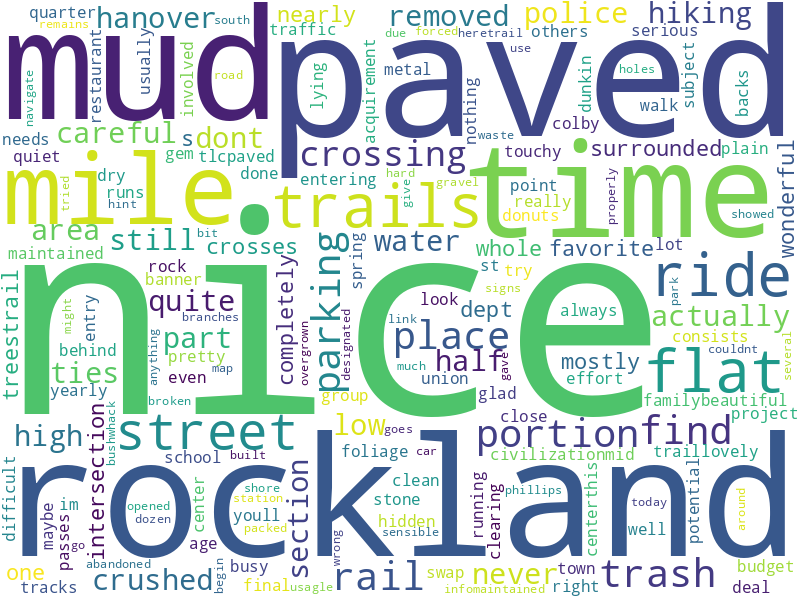 quarter
hanover
south
nearly
removed
police
hiking
remains
mud
paved
traffic
due
forced
heretrail
others
serious
navigate
restaurant
usually
involved
road
lying
acquirement
metal
use
dunkin
holes
walk
subject
backs
needs
careful
s
dont
nothing
waste
colby
quiet
gem
tlcpaved
crossing
touchy
surrounded
plain
wonderful
mile.
tried
dry
runs
hint
done
entering
give
hard
gravel
point
really
donuts
properly
time
showed
trails
area
still
bit
crosses
parking
spring
water
whole
favorite
lot
maintained
rock
banner
completely
designated
st
try
signs
park
ride
treestrail
nice
entry
branches
quite
look
dept
always
actually
might
behind
part
anything
map
overgrown
link
place
consists
couldnt
several
ties
pretty
even
much
half
gave
mostly
flat
yearly
broken
group
union
glad
effort
familybeautiful
project
bushwhack
street
low
goes
car
close
portion
find
high
intersection
school
built
foliage
civilizationmid
traillovely
difficult
maybe
passes
im
center
shore
station
section
clean
stone
running
clearing
phillips
centerthis
today
potential
around
rockland
go
dozen
opened
youll
packed
hidden
sensible
well
one
tracks
abandoned
age
busy
wrong
swap
never
town
budget
crushed
begin
final
usagle
rail
infomaintained
right
trash
deal